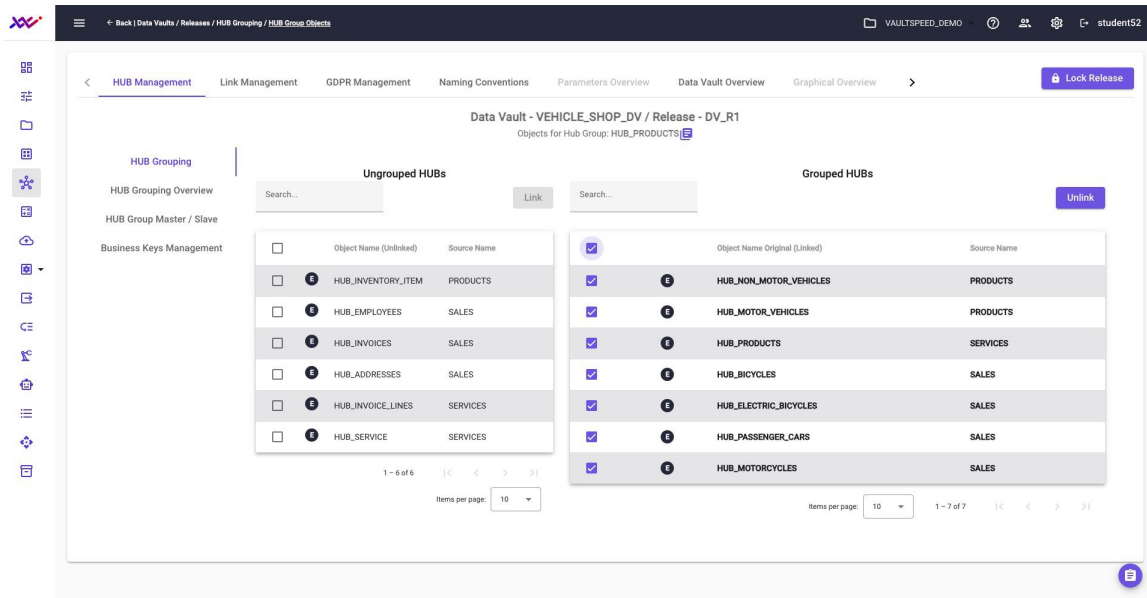 ← Back | Data Vaults / Releases / HUB Grouping / HUB Group Objects
VAULTSPEED_DEMO
student52
HUB Management Link Management GDPR Management Naming Conventions Parameters Overview Data Vault Overview Graphical Overview
Lock Release
Data Vault - VEHICLE_SHOP_DV / Release - DV_R1
Objects for Hub Group: HUB_PRODUCTS
HUB Grouping
HUB Grouping Overview
HUB Group Master / Slave
Business Keys Management
Ungrouped HUBs
Search...
Link
Object Name (Unlinked) Source Name
E HUB_INVENTORY_ITEM PRODUCTS
E HUB_EMPLOYEES SALES
E HUB_INVOICES SALES
E HUB_ADDRESSES SALES
E HUB_INVOICE_LINES SERVICES
E HUB_SERVICE SERVICES
1 – 6 of 6
Items per page: 10
Grouped HUBs
Search...
Unlink
Object Name Original (Linked) Source Name
E HUB_NON_MOTOR_VEHICLES PRODUCTS
E HUB_MOTOR_VEHICLES PRODUCTS
E HUB_PRODUCTS SERVICES
E HUB_BICYCLES SALES
E HUB_ELECTRIC_BICYCLES SALES
E HUB_PASSENGER_CARS SALES
E HUB_MOTORCYCLES SALES
Items per page: 10 1 – 7 of 7